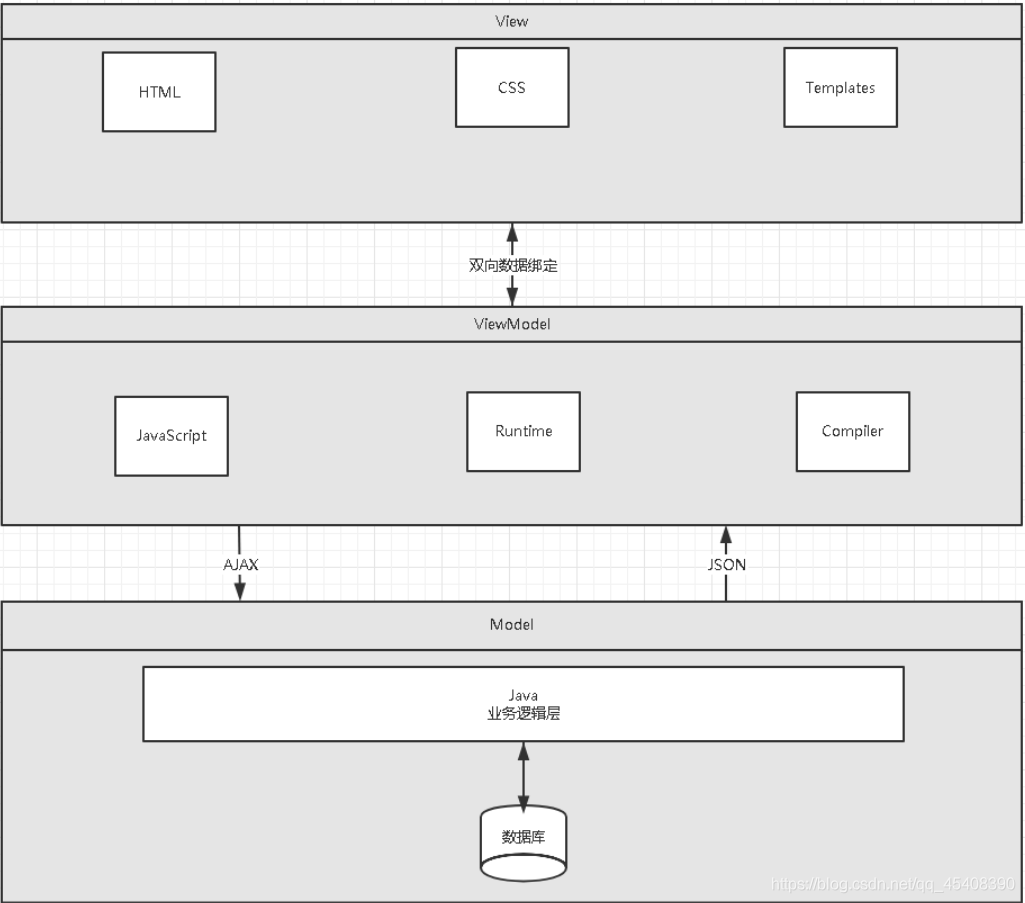 View
HTML
CSS
Templates
双向数据绑定
ViewModel
JavaScript
Runtime
Compiler
AJAX
JSON
Model
Java
业务逻辑层
数据库
https://blog.csdn.net/qq_45408390